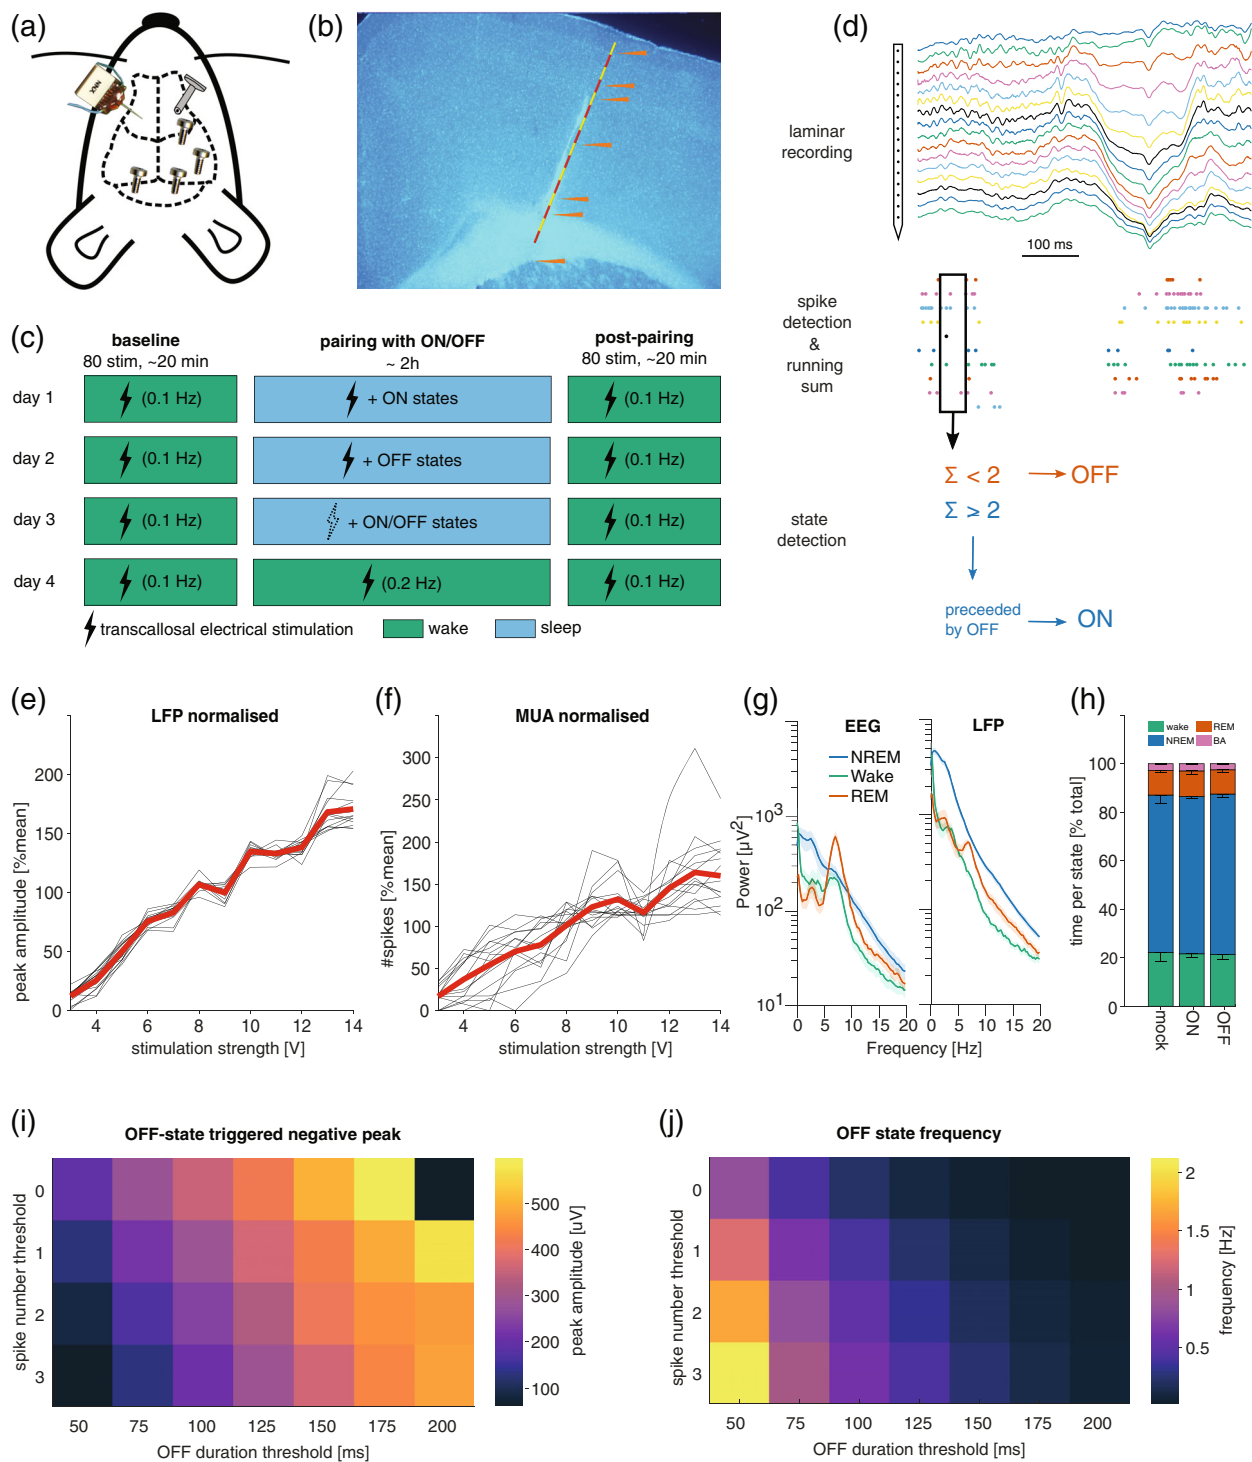 (a)
NNX
(b)
(c)
baseline
80 stim, ~20 min
pairing with ON/OFF
~ 2h
post-pairing
80 stim, ~20 min
day 1
(0.1 Hz)
+ ON states
(0.1 Hz)
day 2
(0.1 Hz)
+ OFF states
(0.1 Hz)
day 3
(0.1 Hz)
+ ON/OFF states
(0.1 Hz)
day 4
(0.1 Hz)
(0.2 Hz)
(0.1 Hz)
transcallosal electrical stimulation
wake
sleep
(d)
laminar
recording
100 ms
spike
detection
&
running
sum
Σ < 2
OFF
Σ ≥ 2
state
detection
preceeded
by OFF
ON
(e)
LFP normalised
peak amplitude [%mean]
200
150
100
50
0
4 6 8 10 12 14
stimulation strength [V]
(f)
MUA normalised
#spikes [%mean]
300
250
200
150
100
50
0
4 6 8 10 12 14
stimulation strength [V]
(g)
EEG
LFP
NREM
Wake
REM
Power [µV²]
10³
10²
10¹
0 5 10 15 20
0 5 10 15 20
Frequency [Hz]
(h)
wake
REM
NREM
BA
time per state [% total]
100
80
60
40
20
0
mock
ON
OFF
(i)
OFF-state triggered negative peak
spike number threshold
0
1
2
3
50 75 100 125 150 175 200
OFF duration threshold [ms]
500
400
300
200
100
peak amplitude [uV]
(j)
OFF state frequency
spike number threshold
0
1
2
3
50 75 100 125 150 175 200
OFF duration threshold [ms]
2
1.5
1
0.5
frequency [Hz]